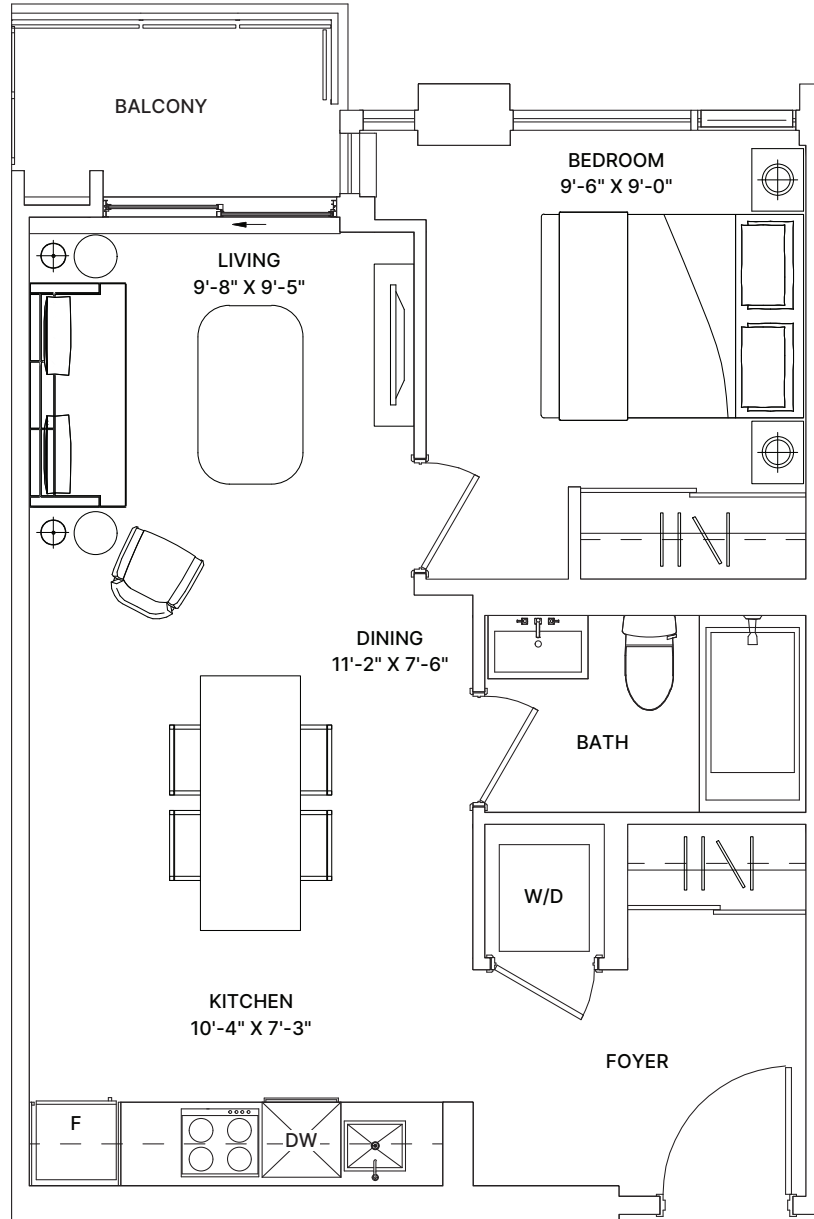 BALCONY
BEDROOM
9'-6" X 9'-0"
LIVING
9'-8" X 9'-5"
DINING
11'-2" X 7'-6"
BATH
W/D
KITCHEN
10'-4" X 7'-3"
FOYER
F
DW